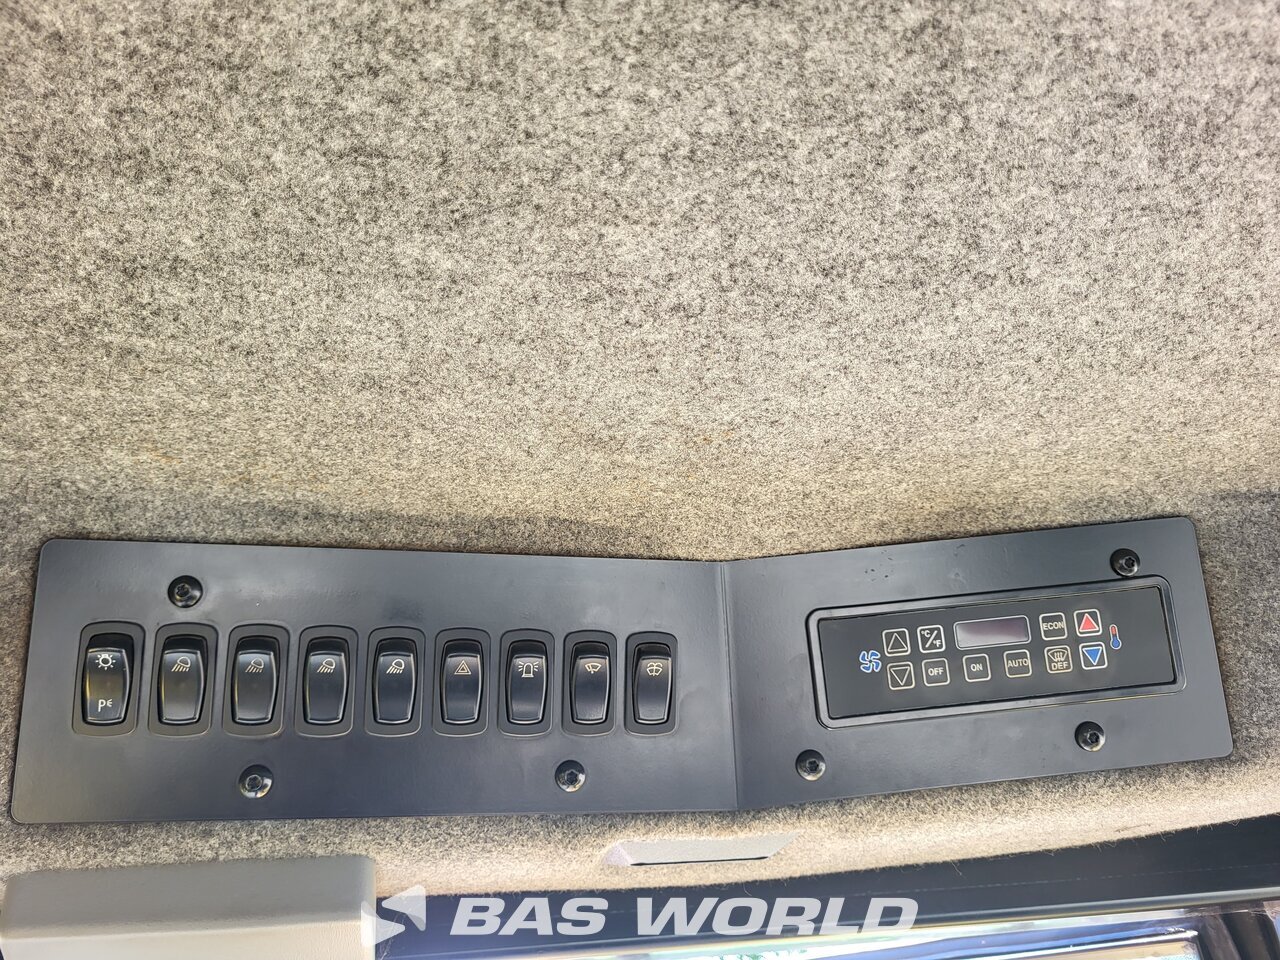 P€
°C/°F
ECON
OFF
ON
AUTO
DEF
BAS WORLD